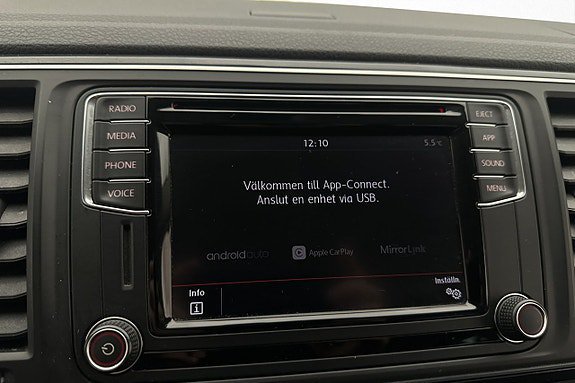 RADIO
MEDIA
PHONE
VOICE
EJECT
APP
SOUND
MENU
12:10
5.5°C
Välkommen till App-Connect.
Anslut en enhet via USB.
androidauto
Apple CarPlay
MirrorLink
Info
i
Inställn.